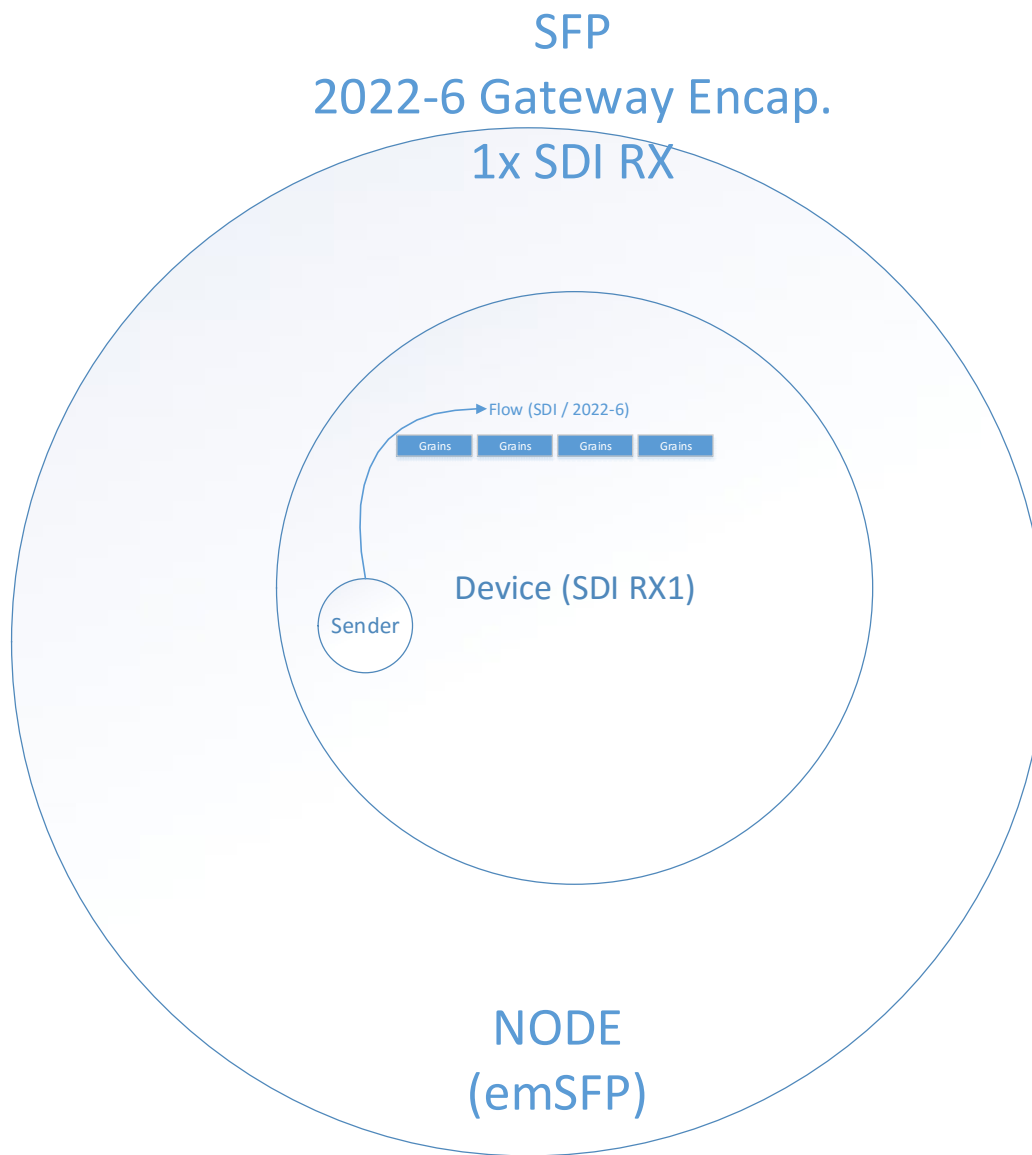 SFP
2022-6 Gateway Encap.
1x SDI RX
Flow (SDI / 2022-6)
Grains Grains Grains Grains
Device (SDI RX1)
Sender
NODE
(emSFP)